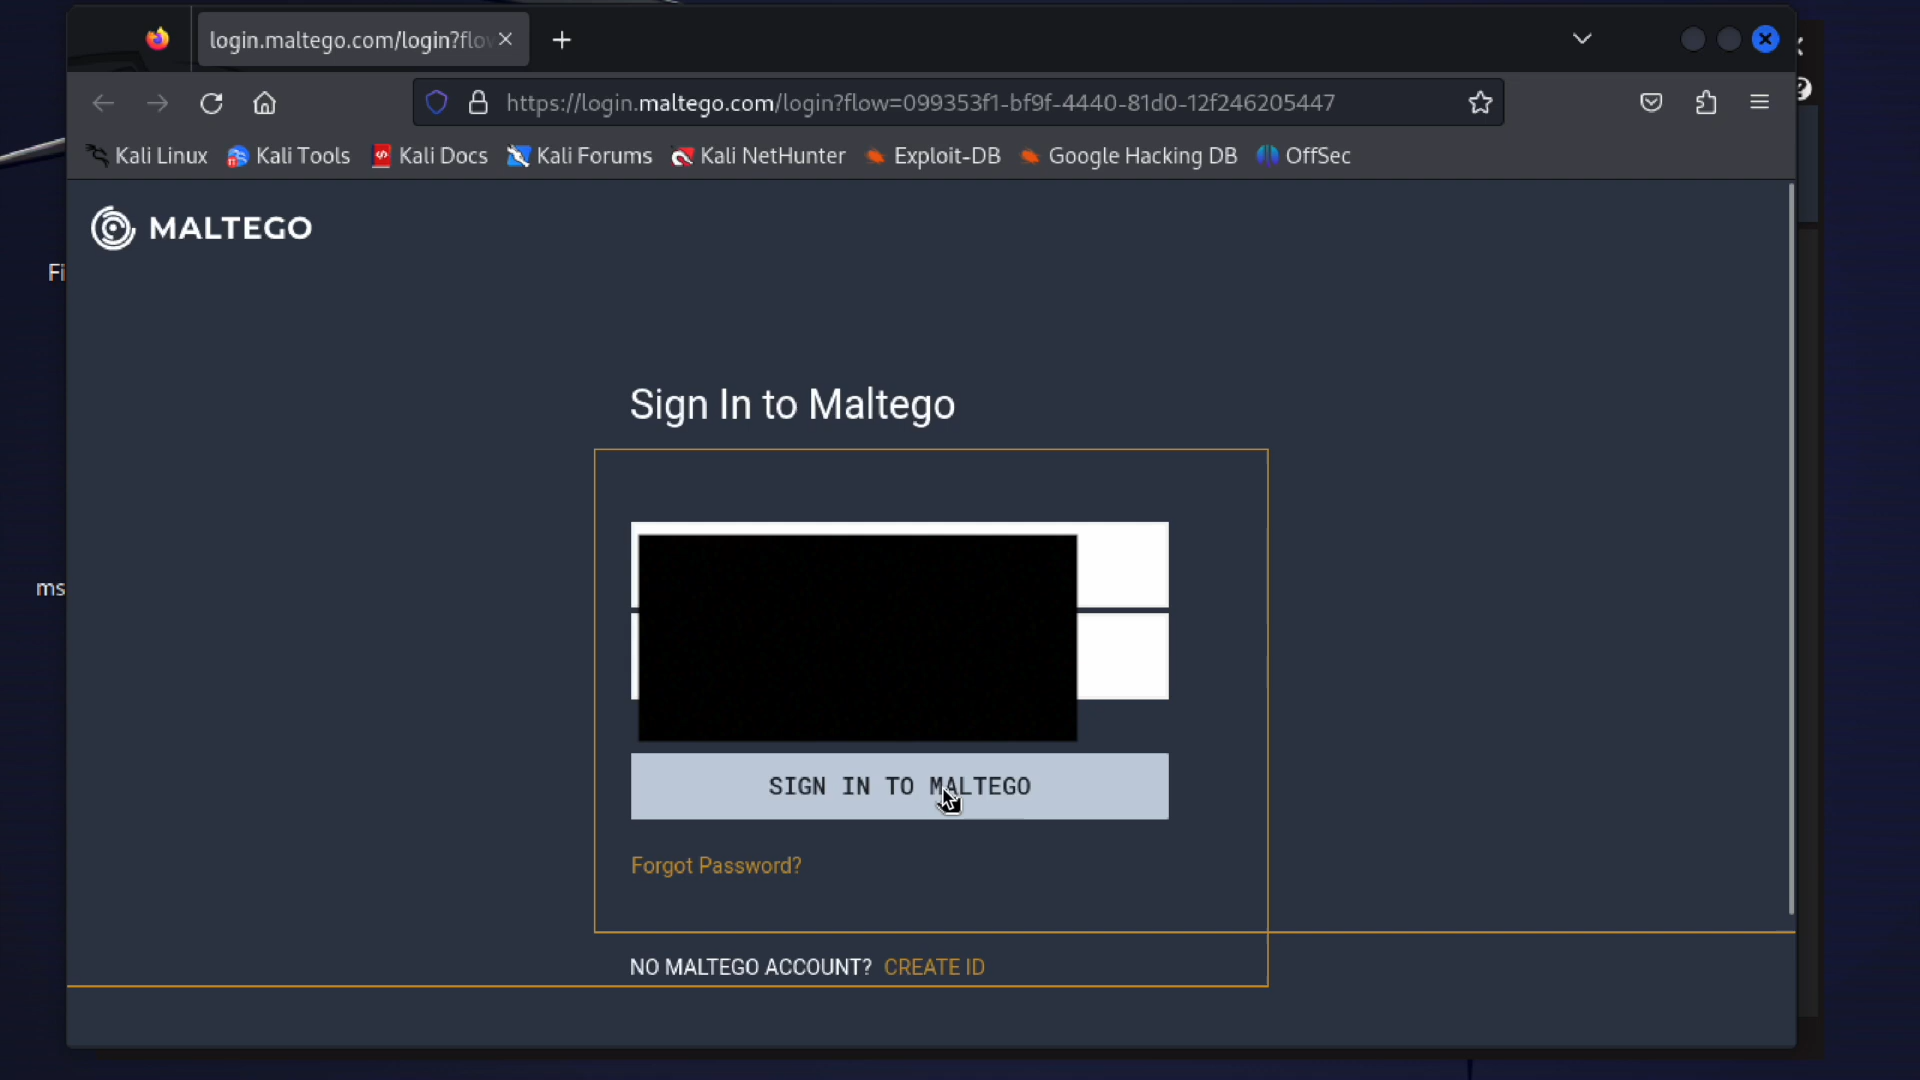 login.maltego.com/login?flo
https://login.maltego.com/login?flow=099353f1-bf9f-4440-81d0-12f246205447
Kali Linux Kali Tools Kali Docs Kali Forums Kali NetHunter Exploit-DB Google Hacking DB OffSec
MALTEGO
Fi
Sign In to Maltego
ms
SIGN IN TO MALTEGO
Forgot Password?
NO MALTEGO ACCOUNT? CREATE ID